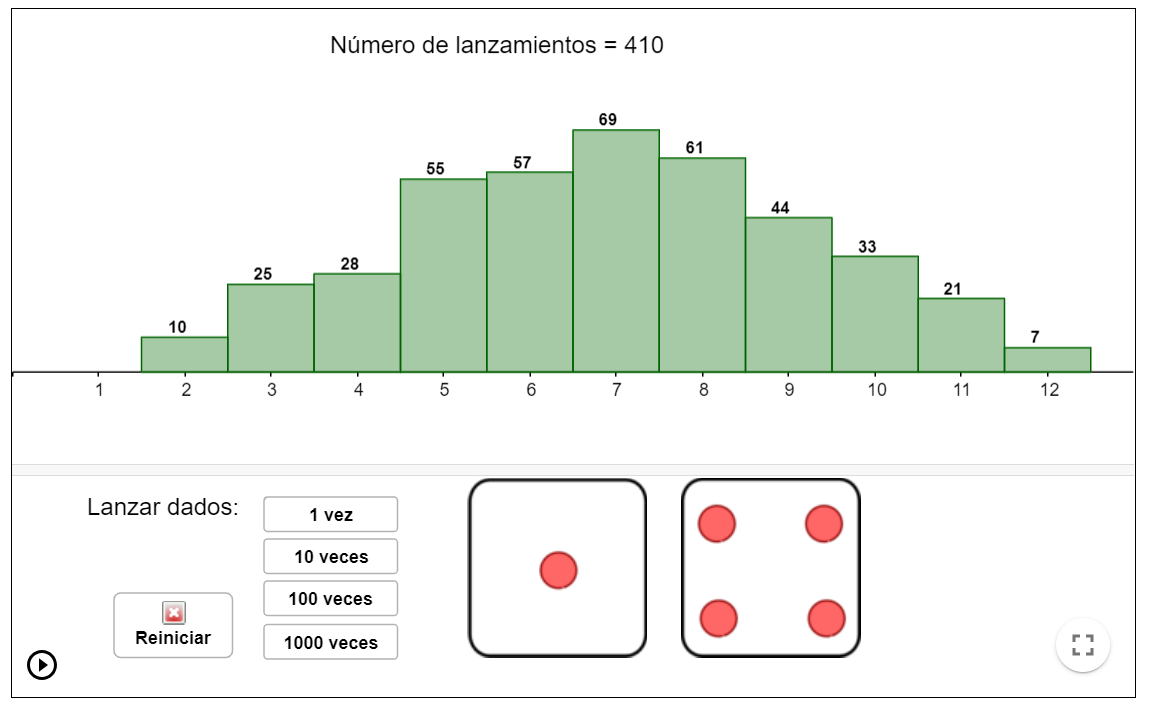 Número de lanzamientos = 410
69
61
57
55
44
33
28
25
21
10
7
1 2 3 4 5 6 7 8 9 10 11 12
Lanzar dados:
1 vez
10 veces
100 veces
Reiniciar
1000 veces